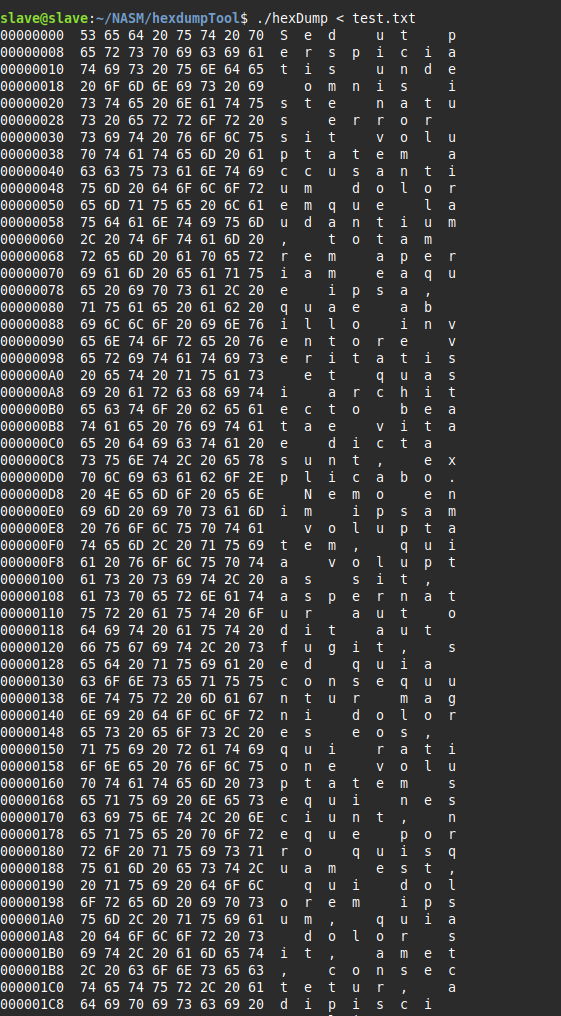 slave@slave:~/NASM/hexdumpTool$ ./hexDump < test.txt
00000000 53 65 64 20 75 74 20 70 S e d   u t   p
00000008 65 72 73 70 69 63 69 61 e r s p i c i a
00000010 74 69 73 20 75 6E 64 65 t i s   u n d e
00000018 20 6F 6D 6E 69 73 20 69   o m n i s   i
00000020 73 74 65 20 6E 61 74 75 s t e   n a t u
00000028 73 20 65 72 72 6F 72 20 s   e r r o r
00000030 73 69 74 20 76 6F 6C 75 s i t   v o l u
00000038 70 74 61 74 65 6D 20 61 p t a t e m   a
00000040 63 63 75 73 61 6E 74 69 c c u s a n t i
00000048 75 6D 20 64 6F 6C 6F 72 u m   d o l o r
00000050 65 6D 71 75 65 20 6C 61 e m q u e   l a
00000058 75 64 61 6E 74 69 75 6D u d a n t i u m
00000060 2C 20 74 6F 74 61 6D 20 ,   t o t a m
00000068 72 65 6D 20 61 70 65 72 r e m   a p e r
00000070 69 61 6D 20 65 61 71 75 i a m   e a q u
00000078 65 20 69 70 73 61 2C 20 e   i p s a ,
00000080 71 75 61 65 20 61 62 20 q u a e   a b
00000088 69 6C 6C 6F 20 69 6E 76 i l l o   i n v
00000090 65 6E 74 6F 72 65 20 76 e n t o r e   v
00000098 65 72 69 74 61 74 69 73 e r i t a t i s
000000A0 20 65 74 20 71 75 61 73   e t   q u a s
000000A8 69 20 61 72 63 68 69 74 i   a r c h i t
000000B0 65 63 74 6F 20 62 65 61 e c t o   b e a
000000B8 74 61 65 20 76 69 74 61 t a e   v i t a
000000C0 65 20 64 69 63 74 61 20 e   d i c t a
000000C8 73 75 6E 74 2C 20 65 78 s u n t ,   e x
000000D0 70 6C 69 63 61 62 6F 2E p l i c a b o .
000000D8 20 4E 65 6D 6F 20 65 6E   N e m o   e n
000000E0 69 6D 20 69 70 73 61 6D i m   i p s a m
000000E8 20 76 6F 6C 75 70 74 61   v o l u p t a
000000F0 74 65 6D 2C 20 71 75 69 t e m ,   q u i
000000F8 61 20 76 6F 6C 75 70 74 a   v o l u p t
00000100 61 73 20 73 69 74 2C 20 a s   s i t ,
00000108 61 73 70 65 72 6E 61 74 a s p e r n a t
00000110 75 72 20 61 75 74 20 6F u r   a u t   o
00000118 64 69 74 20 61 75 74 20 d i t   a u t
00000120 66 75 67 69 74 2C 20 73 f u g i t ,   s
00000128 65 64 20 71 75 69 61 20 e d   q u i a
00000130 63 6F 6E 73 65 71 75 75 c o n s e q u u
00000138 6E 74 75 72 20 6D 61 67 n t u r   m a g
00000140 6E 69 20 64 6F 6C 6F 72 n i   d o l o r
00000148 65 73 20 65 6F 73 2C 20 e s   e o s ,
00000150 71 75 69 20 72 61 74 69 q u i   r a t i
00000158 6F 6E 65 20 76 6F 6C 75 o n e   v o l u
00000160 70 74 61 74 65 6D 20 73 p t a t e m   s
00000168 65 71 75 69 20 6E 65 73 e q u i   n e s
00000170 63 69 75 6E 74 2C 20 6E c i u n t ,   n
00000178 65 71 75 65 20 70 6F 72 e q u e   p o r
00000180 72 6F 20 71 75 69 73 71 r o   q u i s q
00000188 75 61 6D 20 65 73 74 2C u a m   e s t ,
00000190 20 71 75 69 20 64 6F 6C   q u i   d o l
00000198 6F 72 65 6D 20 69 70 73 o r e m   i p s
000001A0 75 6D 2C 20 71 75 69 61 u m ,   q u i a
000001A8 20 64 6F 6C 6F 72 20 73   d o l o r   s
000001B0 69 74 2C 20 61 6D 65 74 i t ,   a m e t
000001B8 2C 20 63 6F 6E 73 65 63 ,   c o n s e c
000001C0 74 65 74 75 72 2C 20 61 t e t u r ,   a
000001C8 64 69 70 69 73 63 69 20 d i p i s c i